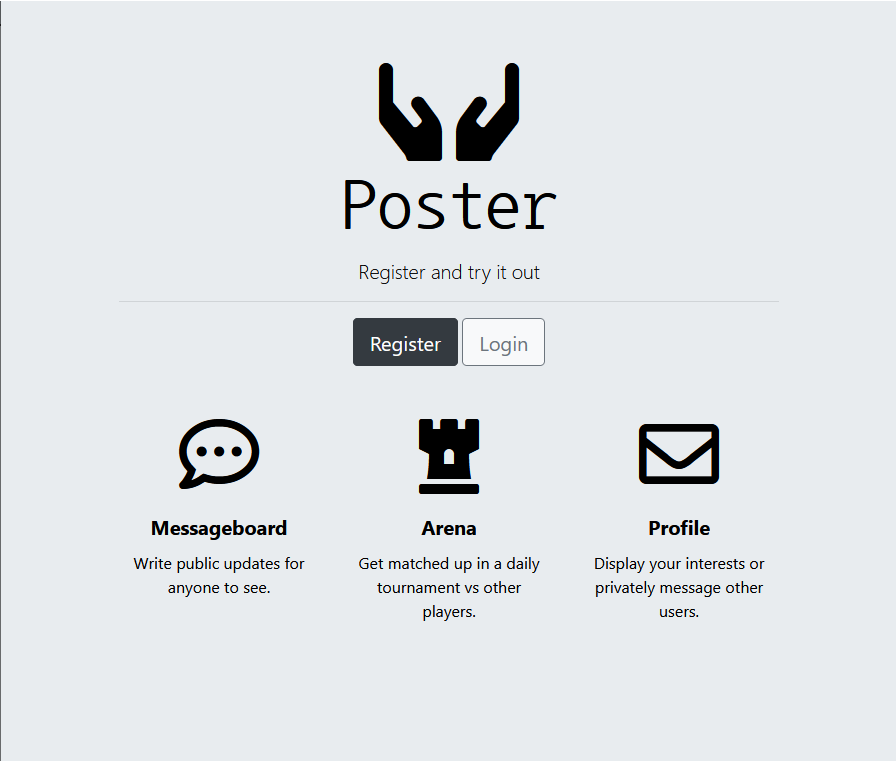 Poster
Register and try it out
Register Login
Messageboard Arena Profile
Write public updates for
anyone to see.
Get matched up in a daily
tournament vs other
players.
Display your interests or
privately message other
users.